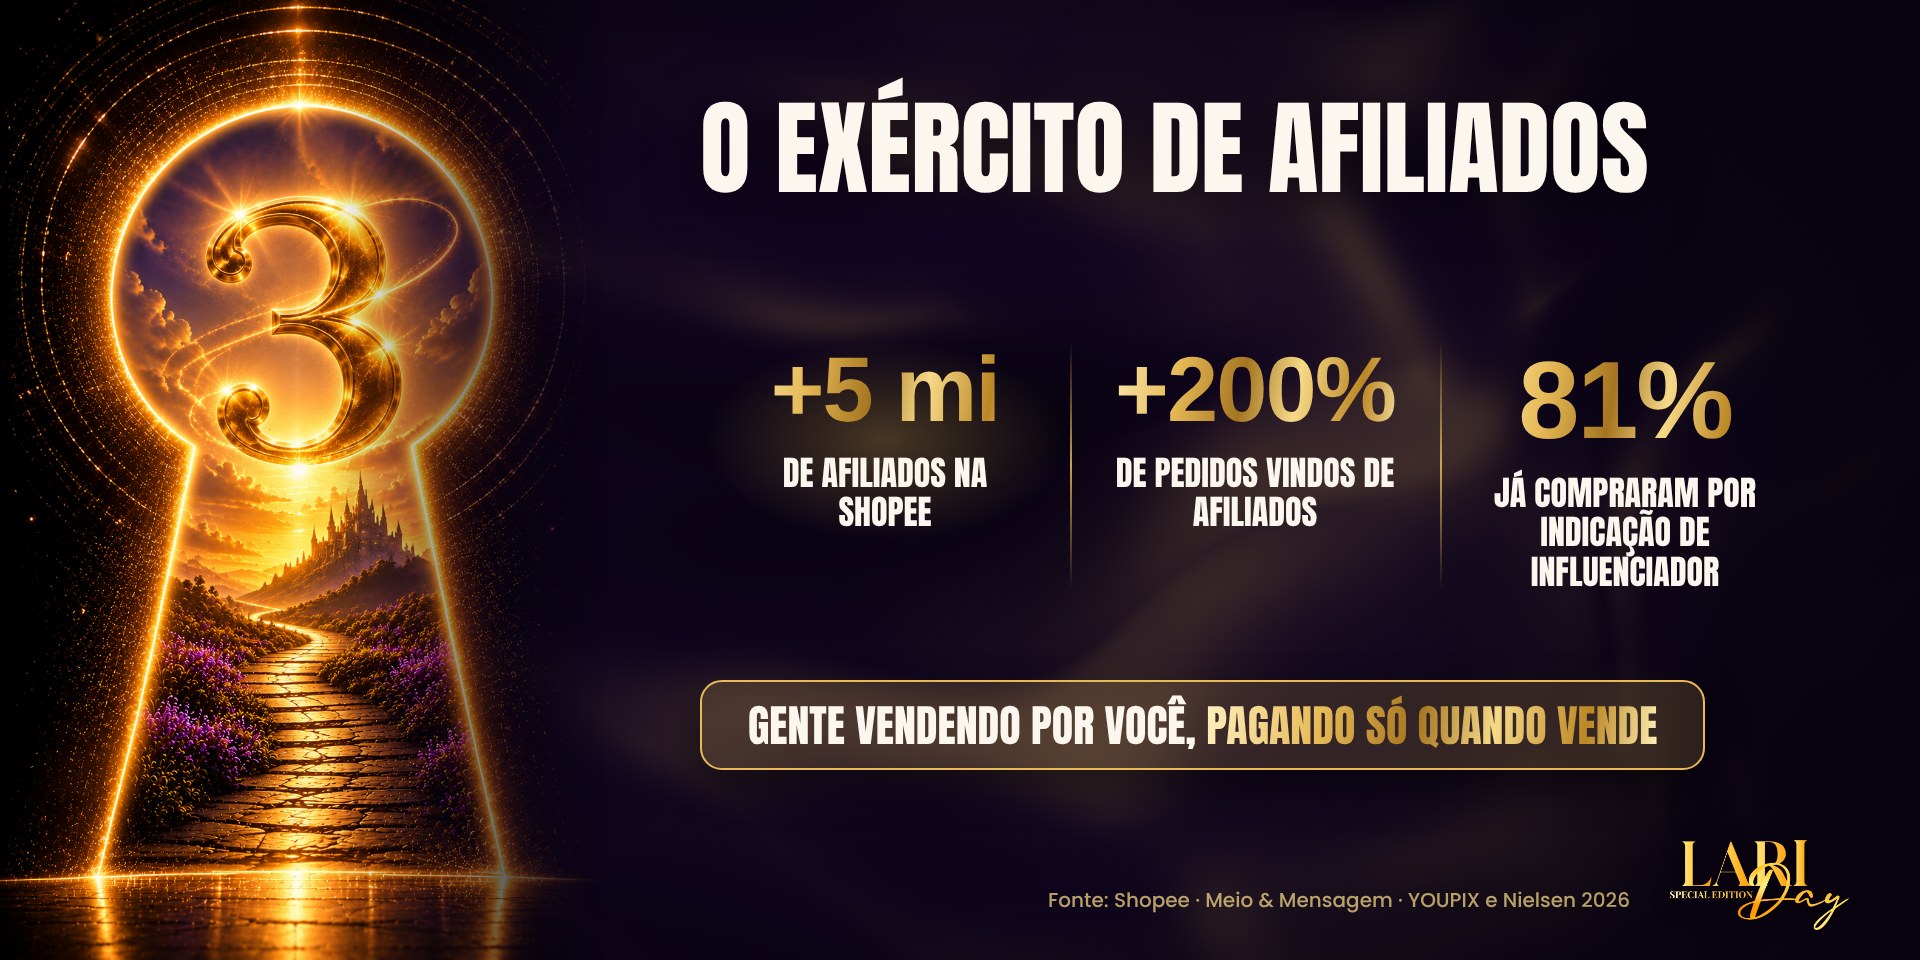 3
O EXÉRCITO DE AFILIADOS
+5 mi
DE AFILIADOS NA
SHOPEE
+200%
DE PEDIDOS VINDOS DE
AFILIADOS
81%
JÁ COMPRARAM POR
INDICAÇÃO DE
INFLUENCIADOR
GENTE VENDENDO POR VOCÊ, PAGANDO SÓ QUANDO VENDE
Fonte: Shopee · Meio & Mensagem · YOUPIX e Nielsen 2026
LABI
SPECIAL EDITION Day